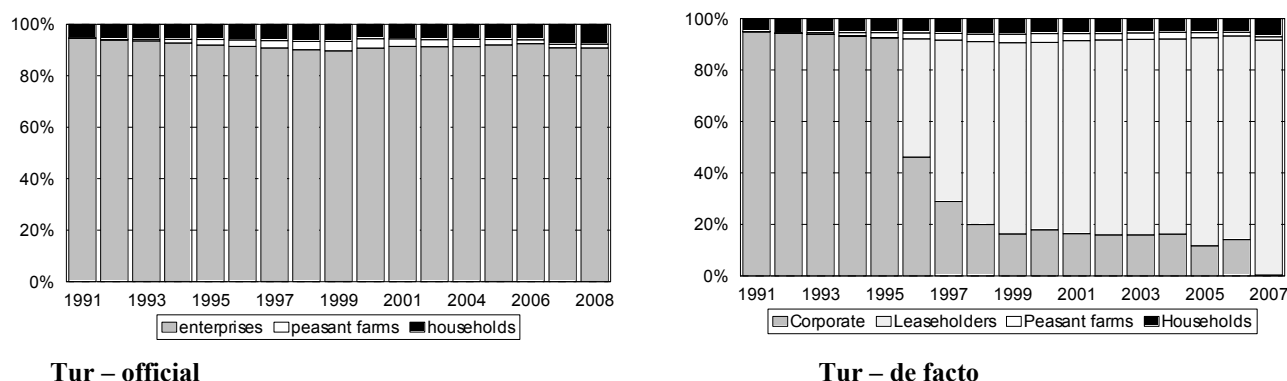 100%
80%
60%
40%
20%
0%
1991 1993 1995 1997 1999 2001 2004 2006 2008
enterprises peasant farms households
Tur – official
100%
80%
60%
40%
20%
0%
1991 1993 1995 1997 1999 2001 2003 2005 2007
Corporate Leaseholders Peasant farms Households
Tur – de facto